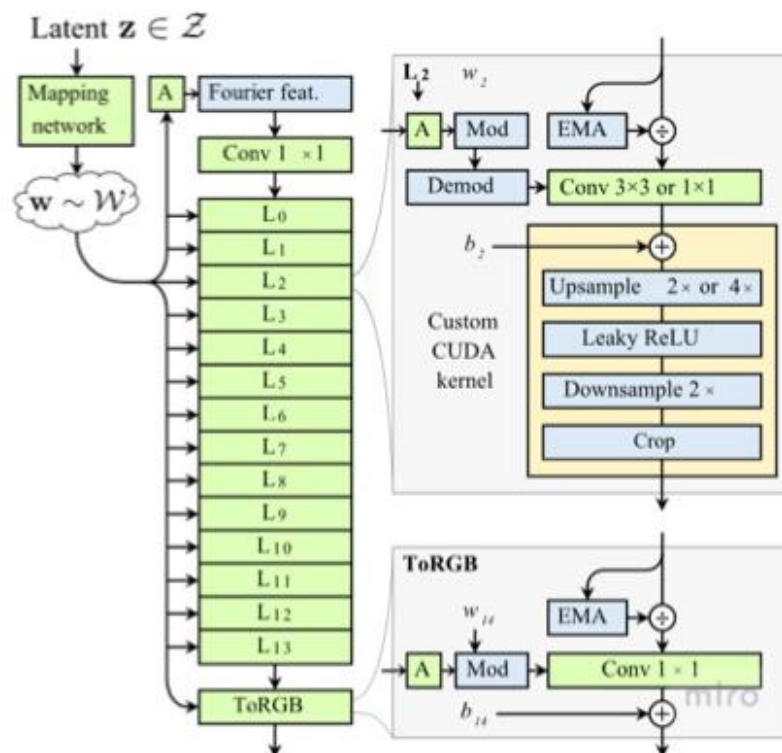 Latent z ∈ 𝒵
Mapping
network
w ~ 𝒲
A
Fourier feat.
Conv 1 ×1
L0
L1
L2
L3
L4
L5
L6
L7
L8
L9
L10
L11
L12
L13
ToRGB
L2
w2
A
Mod
EMA
÷
Demod
Conv 3×3 or 1×1
b2
+
Upsample 2× or 4×
Leaky ReLU
Downsample 2×
Crop
Custom
CUDA
kernel
ToRGB
w14
EMA
÷
A
Mod
Conv 1 × 1
miro
b14
+